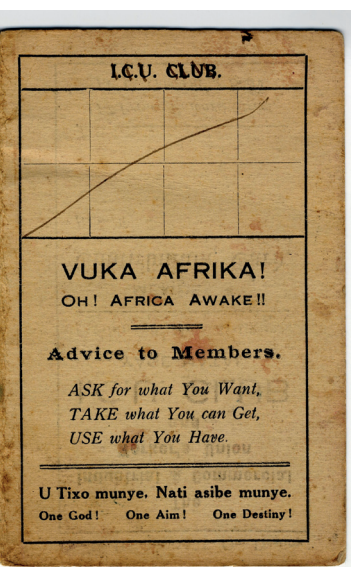 I.C.U. CLUB.
VUKA AFRIKA!
OH! AFRICA AWAKE!!
Advice to Members.
ASK for what You Want,
TAKE what You can Get,
USE what You Have.
U Tixo munye. Nati asibe munye.
One God! One Aim! One Destiny!